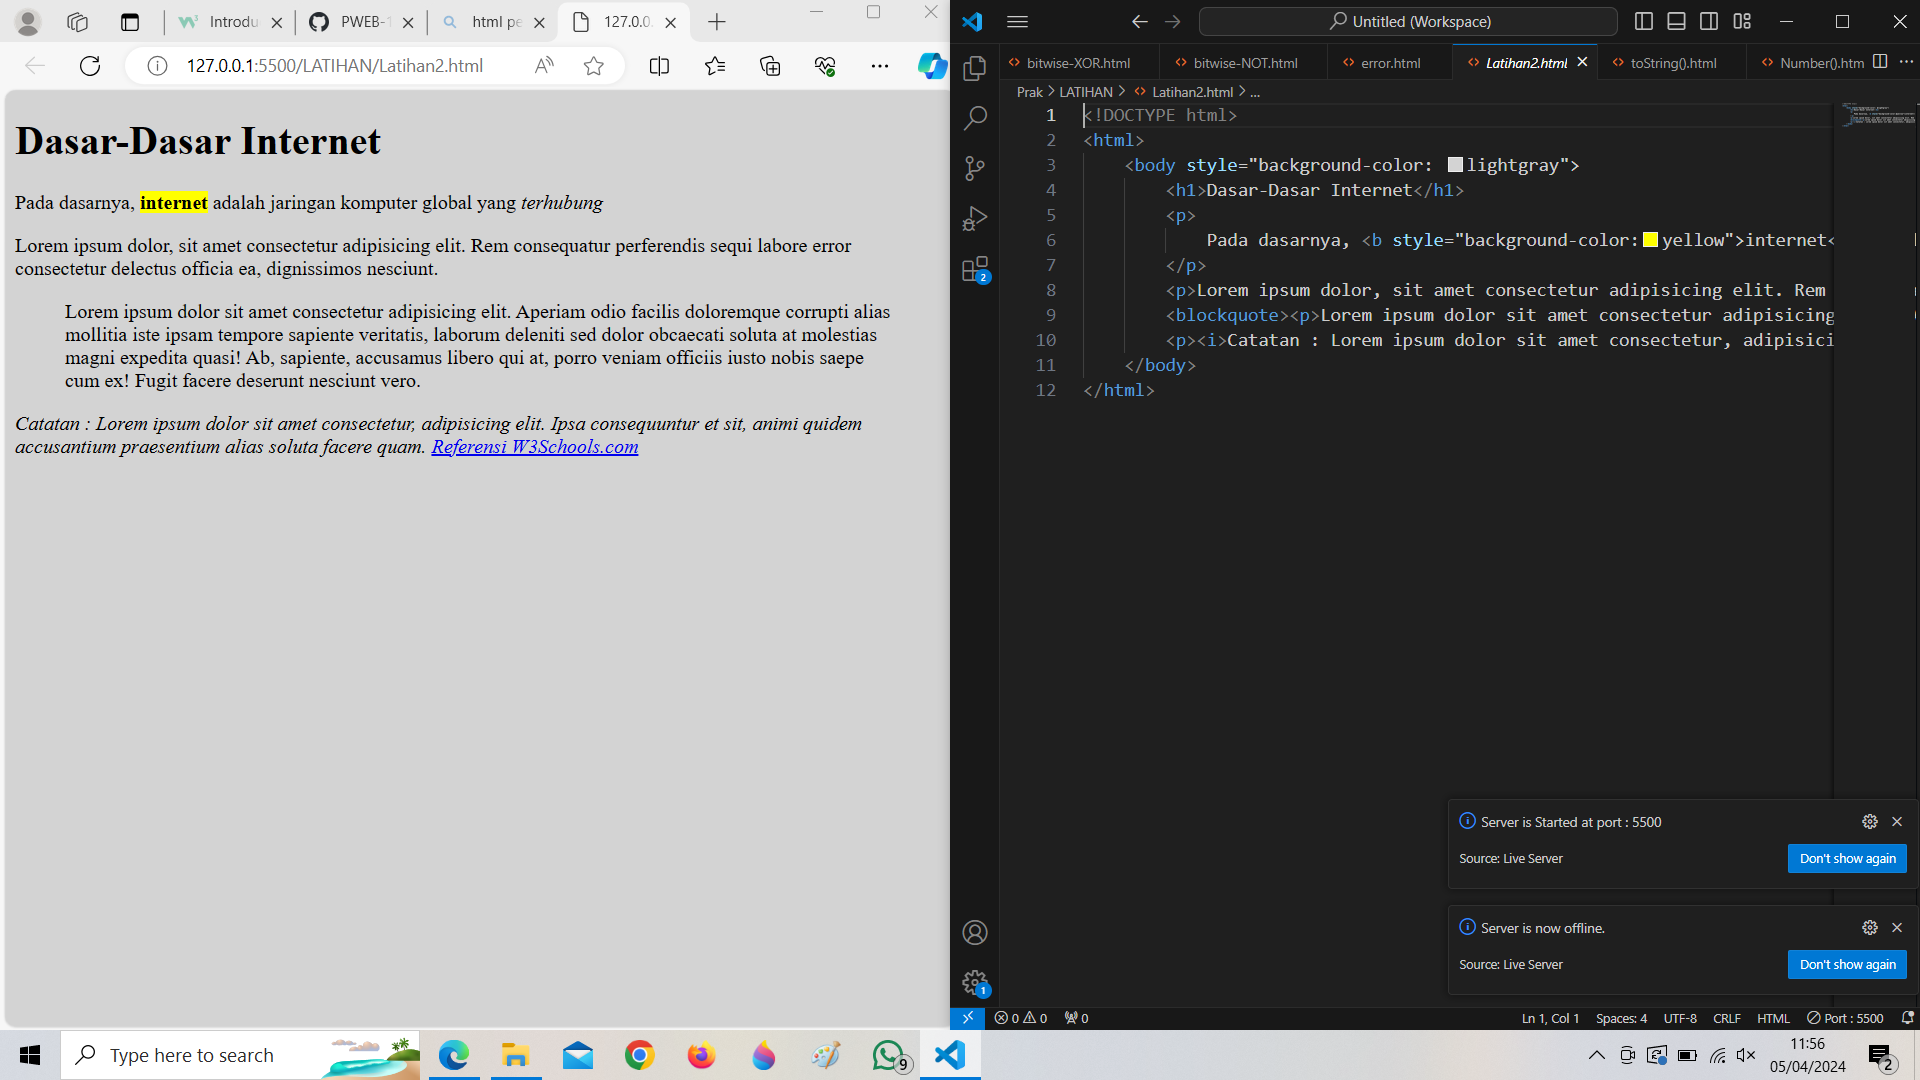 Introdu
PWEB-1
html pe
127.0.0.
127.0.0.1:5500/LATIHAN/Latihan2.html
Dasar-Dasar Internet
Pada dasarnya, internet adalah jaringan komputer global yang terhubung
Lorem ipsum dolor, sit amet consectetur adipisicing elit. Rem consequatur perferendis sequi labore error
consectetur delectus officia ea, dignissimos nesciunt.
Lorem ipsum dolor sit amet consectetur adipisicing elit. Aperiam odio facilis doloremque corrupti alias
mollitia iste ipsam tempore sapiente veritatis, laborum deleniti sed dolor obcaecati soluta at molestias
magni expedita quasi! Ab, sapiente, accusamus libero qui at, porro veniam officiis iusto nobis saepe
cum ex! Fugit facere deserunt nesciunt vero.
Catatan : Lorem ipsum dolor sit amet consectetur, adipisicing elit. Ipsa consequuntur et sit, animi quidem
accusantium praesentium alias soluta facere quam. Referensi W3Schools.com
Untitled (Workspace)
bitwise-XOR.html
bitwise-NOT.html
error.html
Latihan2.html
toString().html
Number().htm
Prak > LATIHAN > Latihan2.html > ...
1 <!DOCTYPE html>
2 <html>
3 <body style="background-color: lightgray">
4 <h1>Dasar-Dasar Internet</h1>
5 <p>
6 Pada dasarnya, <b style="background-color:yellow">internet<
7 </p>
8 <p>Lorem ipsum dolor, sit amet consectetur adipisicing elit. Rem
9 <blockquote><p>Lorem ipsum dolor sit amet consectetur adipisicing
10 <p><i>Catatan : Lorem ipsum dolor sit amet consectetur, adipisici
11 </body>
12 </html>
2
Server is Started at port : 5500
Source: Live Server
Don't show again
Server is now offline.
Source: Live Server
Don't show again
1
0 0 0
Ln 1, Col 1
Spaces: 4
UTF-8
CRLF
HTML
Port : 5500
Type here to search
9
11:56
05/04/2024
2